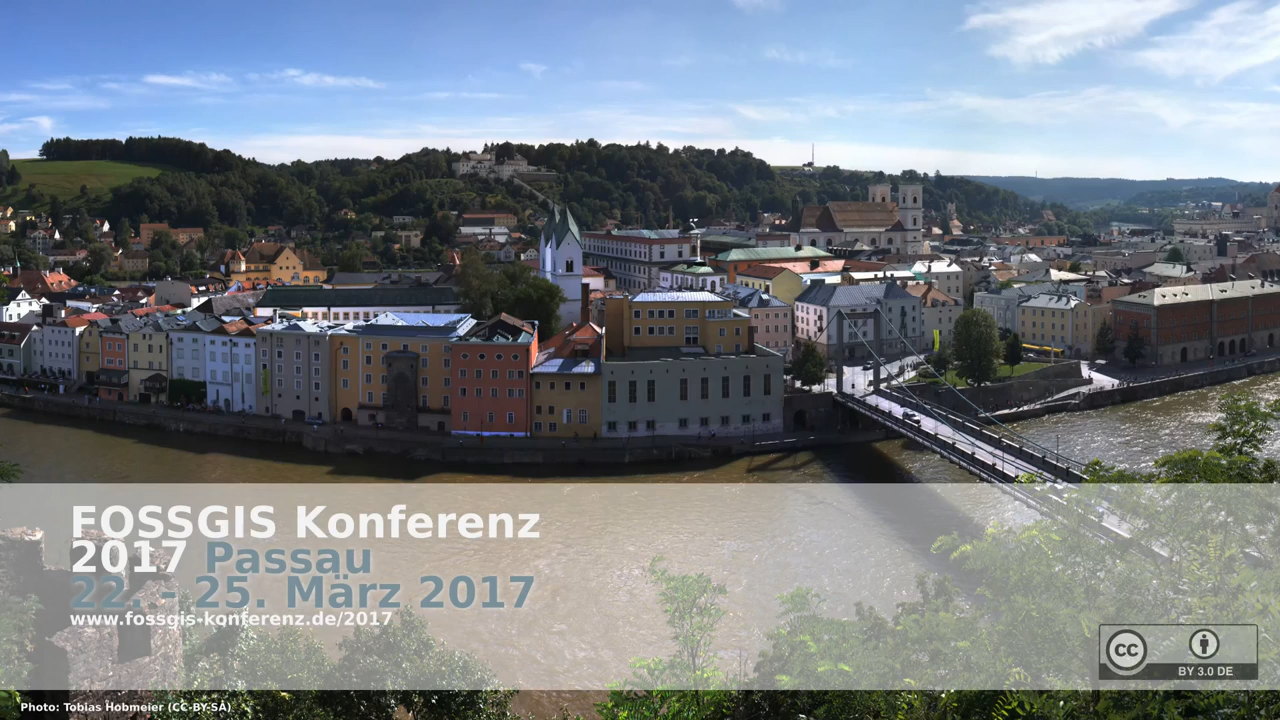 FOSSGIS Konferenz
2017 Passau
22. - 25. März 2017
www.fossgis-konferenz.de/2017
cc
BY 3.0 DE
Photo: Tobias Hobmeier (CC-BY-SA)